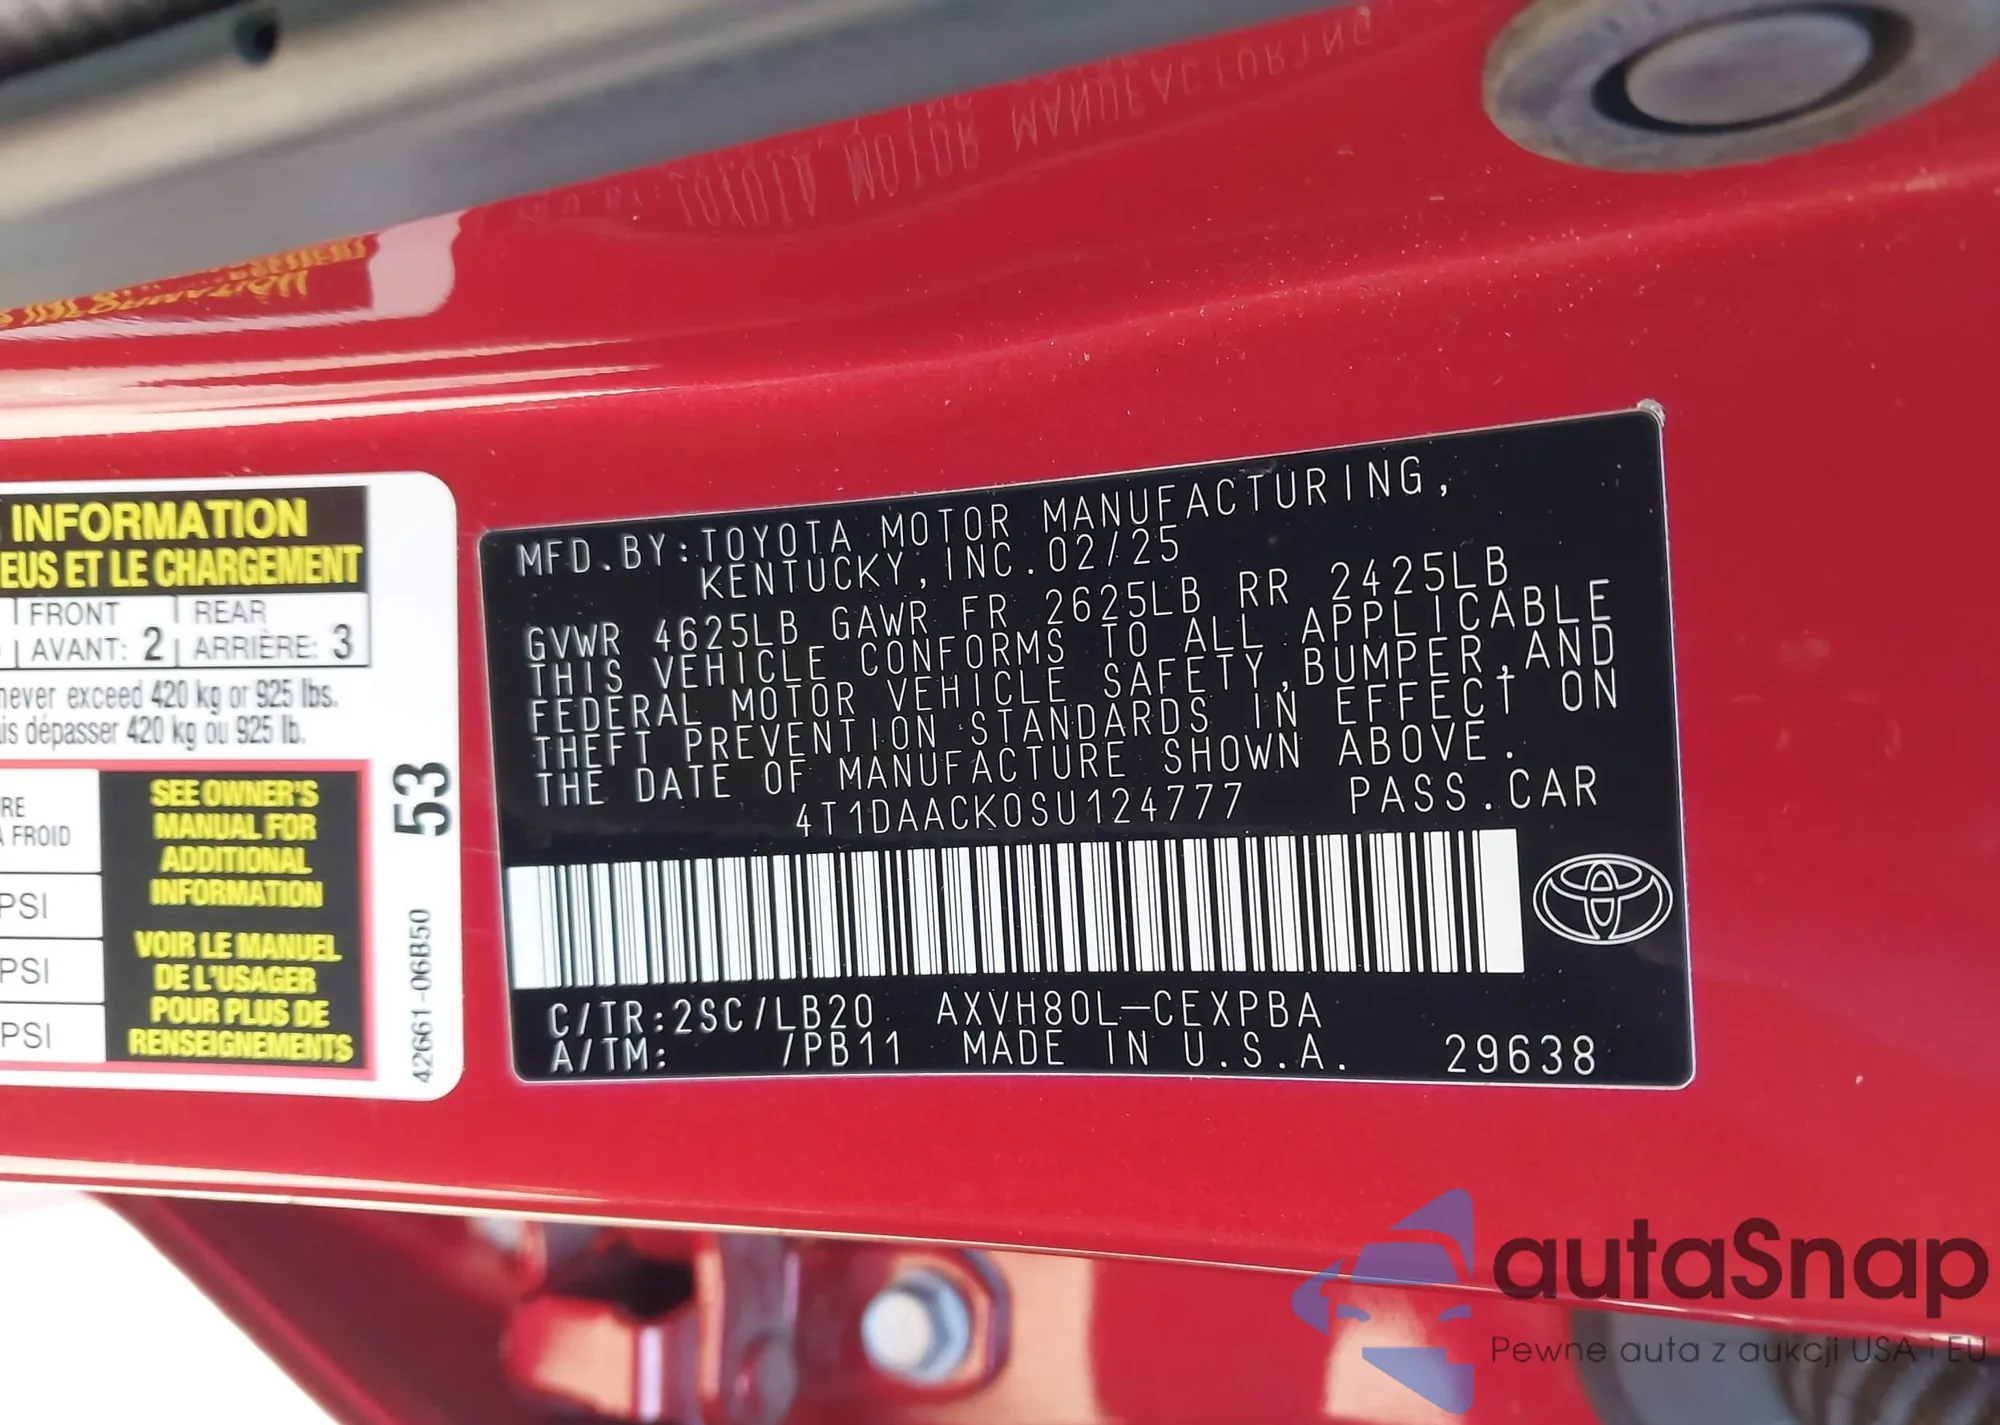 INFORMATION
EUS ET LE CHARGEMENT
FRONT
AVANT: 2
REAR
ARRIÈRE: 3
never exceed 420 kg or 925 lbs.
dépasser 420 kg ou 925 lb.
A FROID
SEE OWNER'S
MANUAL FOR
ADDITIONAL
INFORMATION
VOIR LE MANUEL
DE L'USAGER
POUR PLUS DE
RENSEIGNEMENTS
PSI
PSI
PSI
53
42661-06B50
MFD.BY:TOYOTA MOTOR MANUFACTURING,
KENTUCKY,INC.02/25
GVWR 4625LB GAWR FR 2625LB RR 2425LB
THIS VEHICLE CONFORMS TO ALL APPLICABLE
FEDERAL MOTOR VEHICLE SAFETY,BUMPER,AND
THEFT PREVENTION STANDARDS IN EFFECT ON
THE DATE OF MANUFACTURE SHOWN ABOVE.
4T1DAACK0SU124777 PASS.CAR
C/TR:2SC/LB20 AXVH80L-CEXPBA
A/TM: /PB11 MADE IN U.S.A. 29638
autaSnap
Pewne auta z aukcji USA i EU